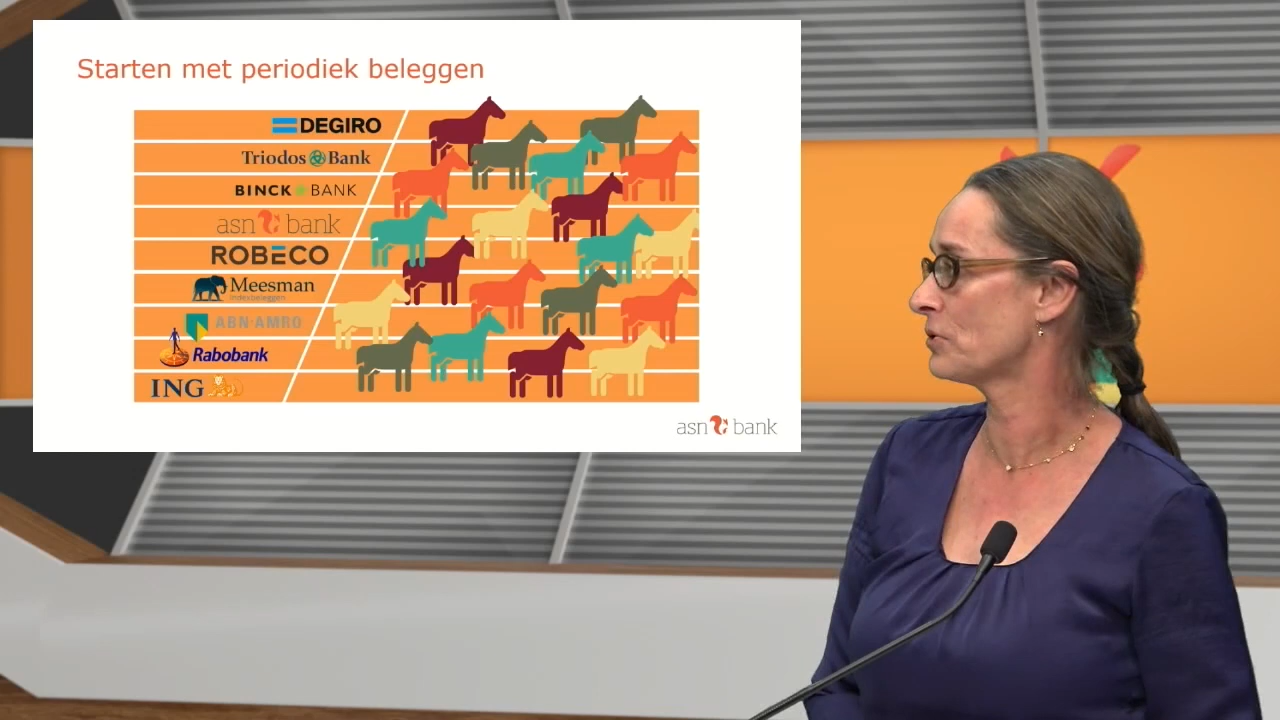 Starten met periodiek beleggen
DEGIRO
Triodos Bank
BINCK BANK
asn bank
ROBECO
Meesman
indexbeleggen
ABN·AMRO
Rabobank
ING
asn bank